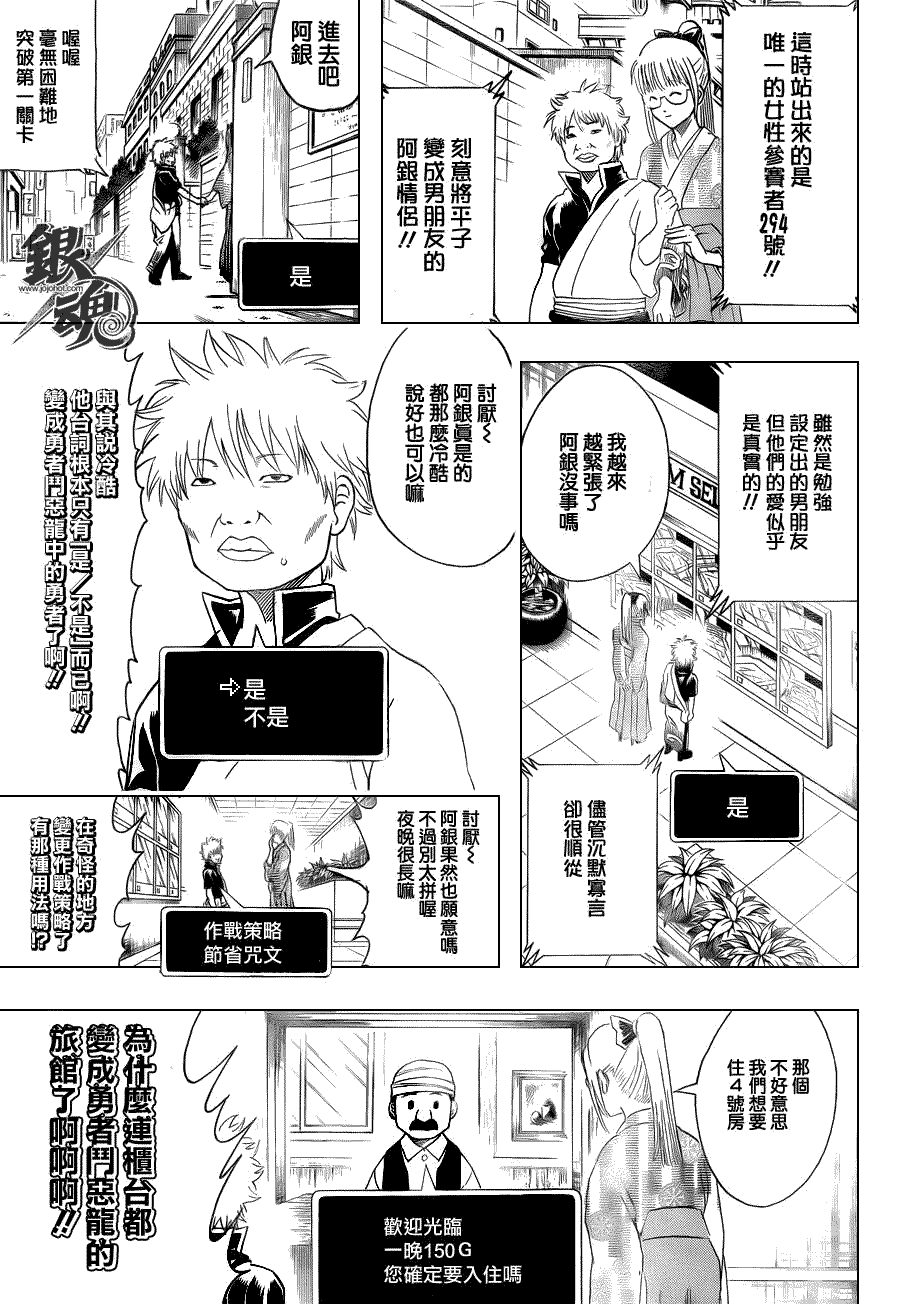 這時站出來的是
唯一的女性參賽者
294號!!
刻意將平子
變成男朋友的
阿銀情侶!!
進去吧
阿銀
是
喔喔
毫無困難地
突破第一關卡
銀魂
www.jojohot.com
雖然是勉強
設定出的男朋友
但他們的愛似乎
是真實的!!
我越來
越緊張了
阿銀沒事嗎
M SEL
是
儘管沉默寡言
卻很順從
討厭~
阿銀真是的
都那麼冷酷
說好也可以嘛
是
不是
與其說冷酷
他台詞根本只有「是/不是」而已啊!!
變成勇者鬥惡龍中的勇者了啊!!
討厭~
阿銀果然也願意嗎
不過別太拼喔
夜晚很長嘛
作戰策略
節省咒文
在奇怪的地方
變更作戰策略了
有那種用法嗎!?
那個
不好意思
我們想要
住4號房
歡迎光臨
一晚150G
您確定要入住嗎
為什麼連櫃台都
變成勇者鬥惡龍的
旅館了啊啊啊!!